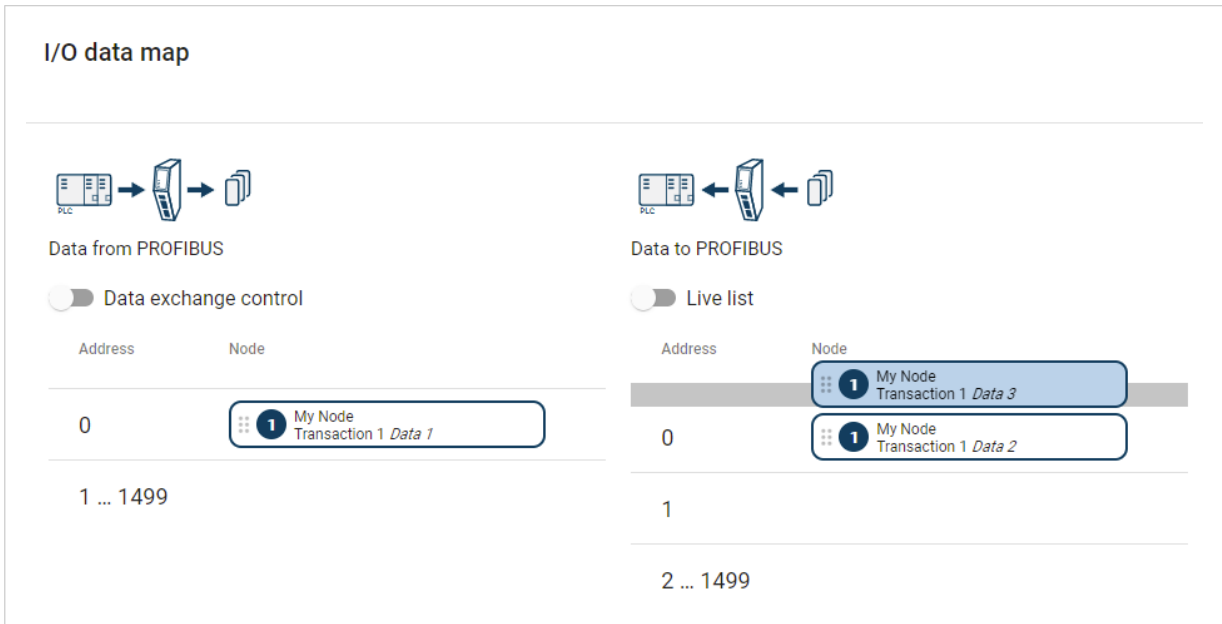 I/O data map
PLC
Data from PROFIBUS
Data exchange control
Address Node
0
1
My Node
Transaction 1 Data 1
1 ... 1499
PLC
Data to PROFIBUS
Live list
Address Node
1
My Node
Transaction 1 Data 3
0
1
My Node
Transaction 1 Data 2
1
2 ... 1499